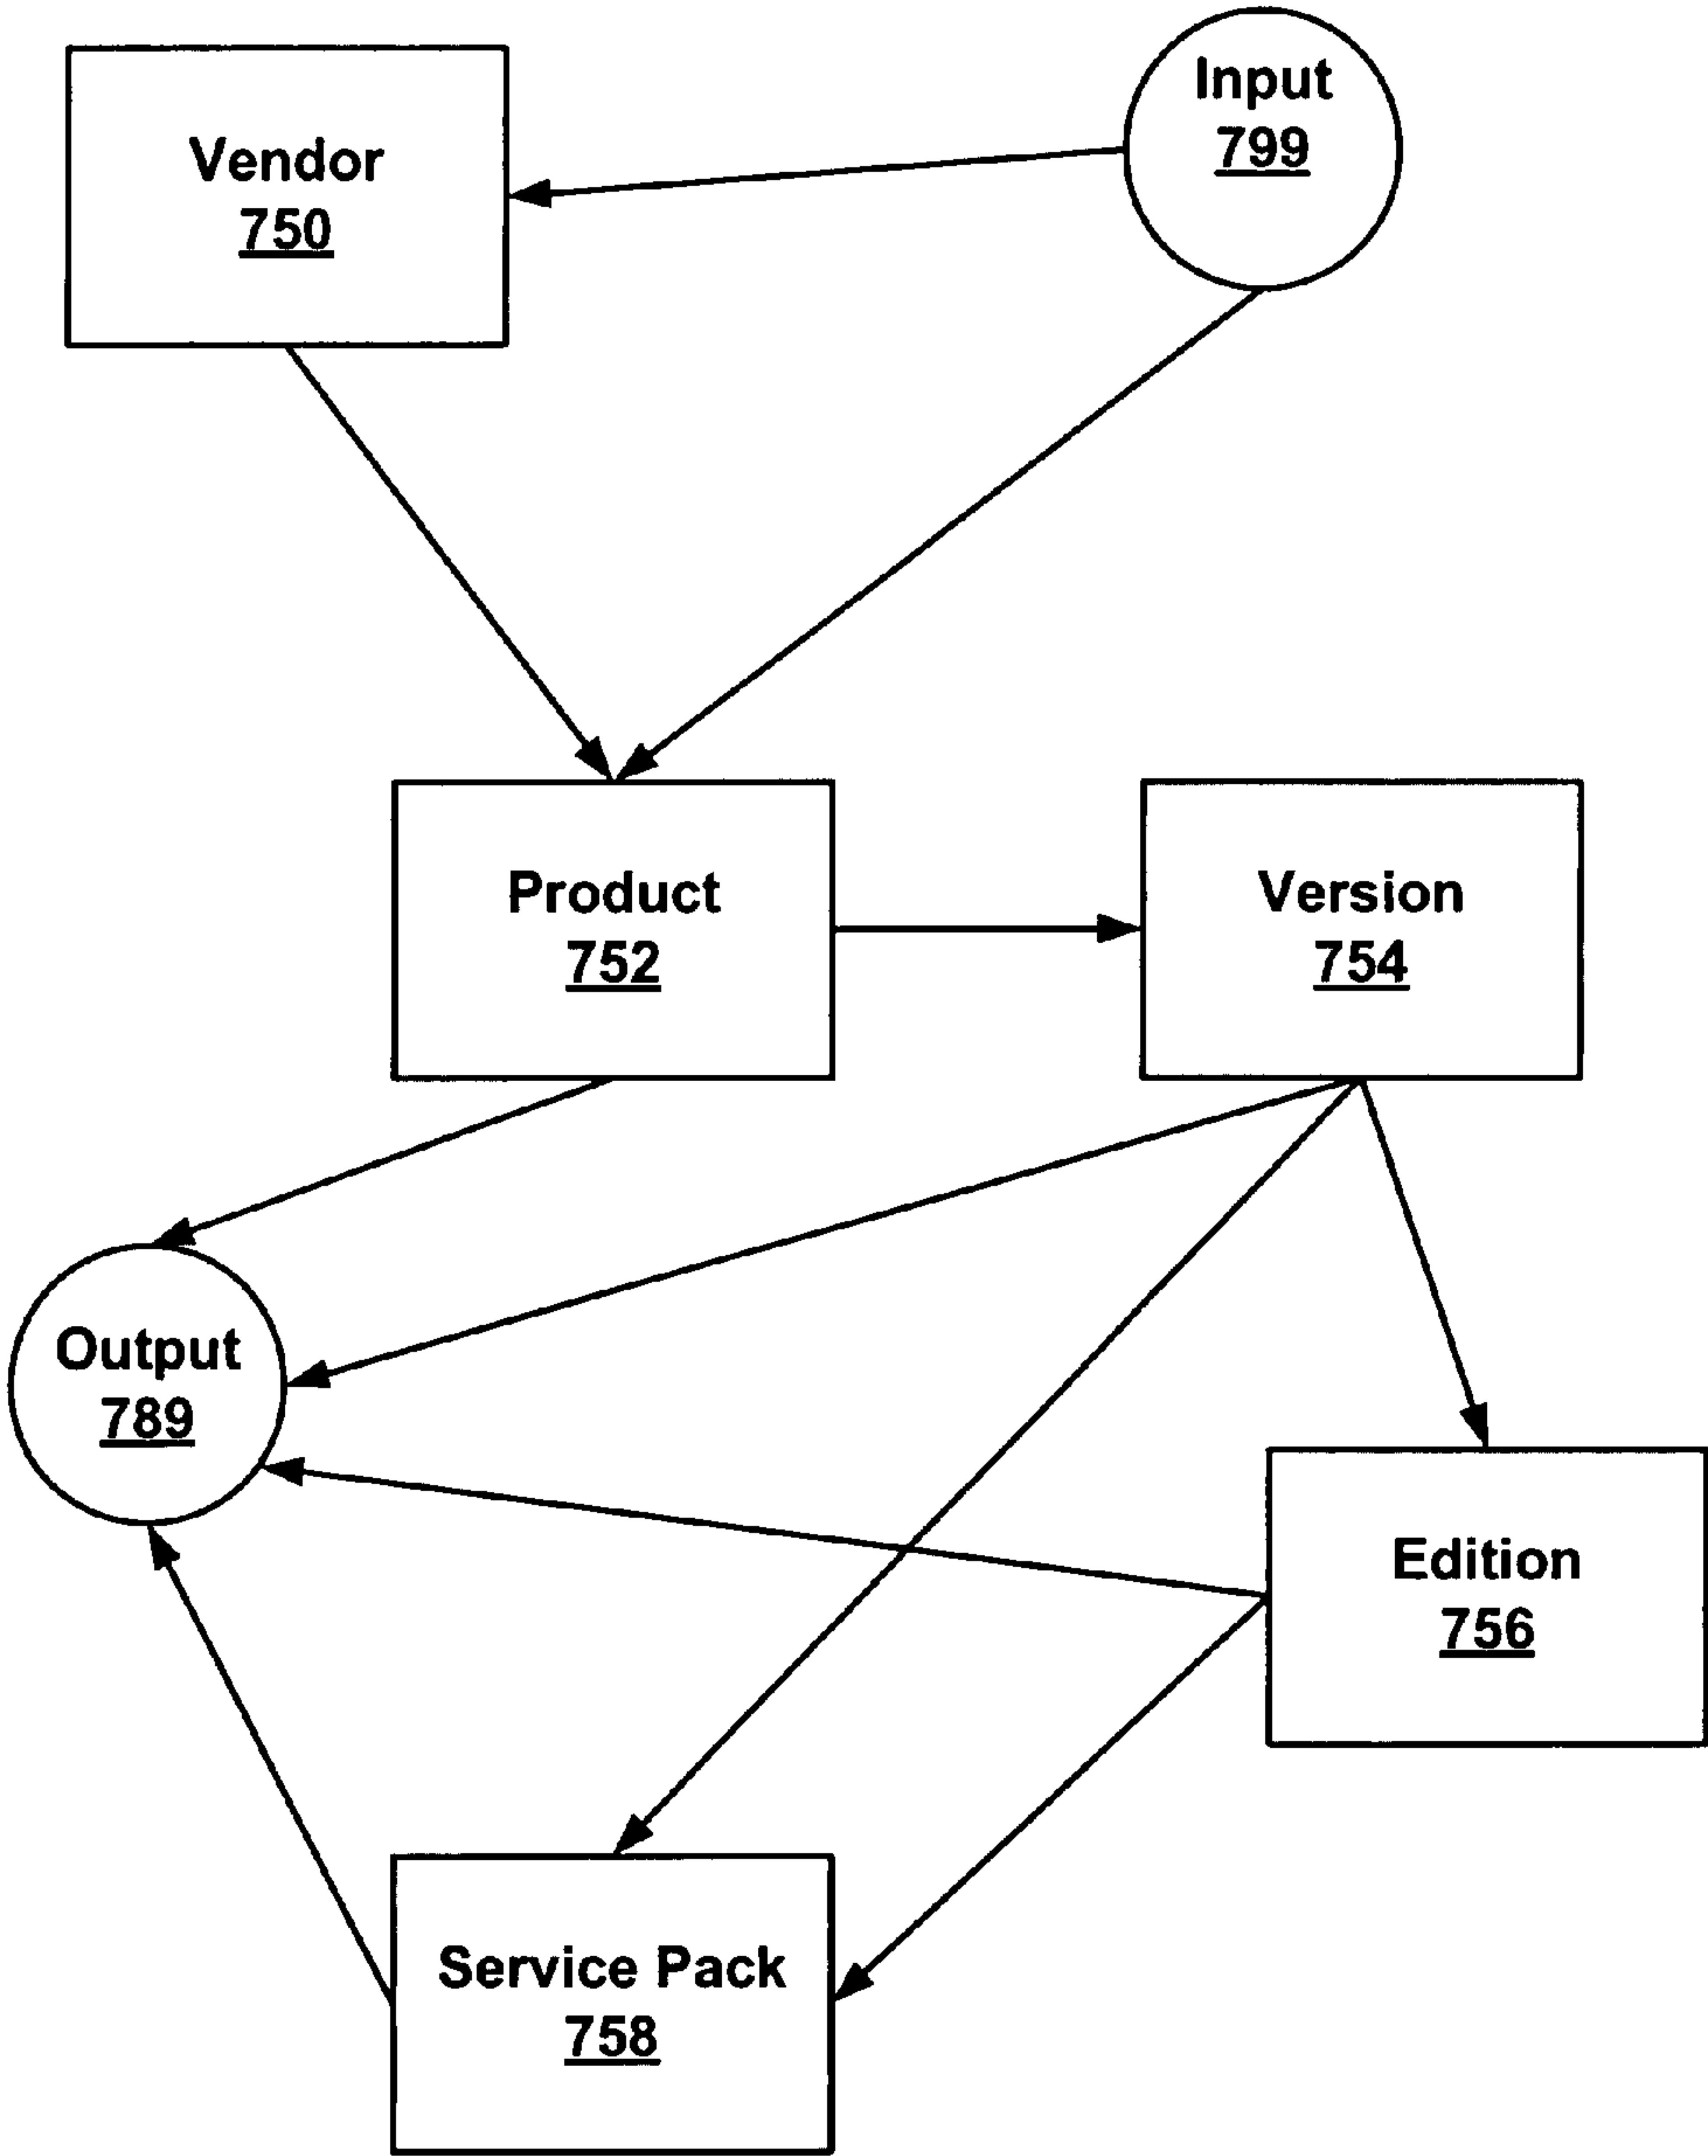 Input
799
Vendor
750
Product
752
Version
754
Output
789
Edition
756
Service Pack
758